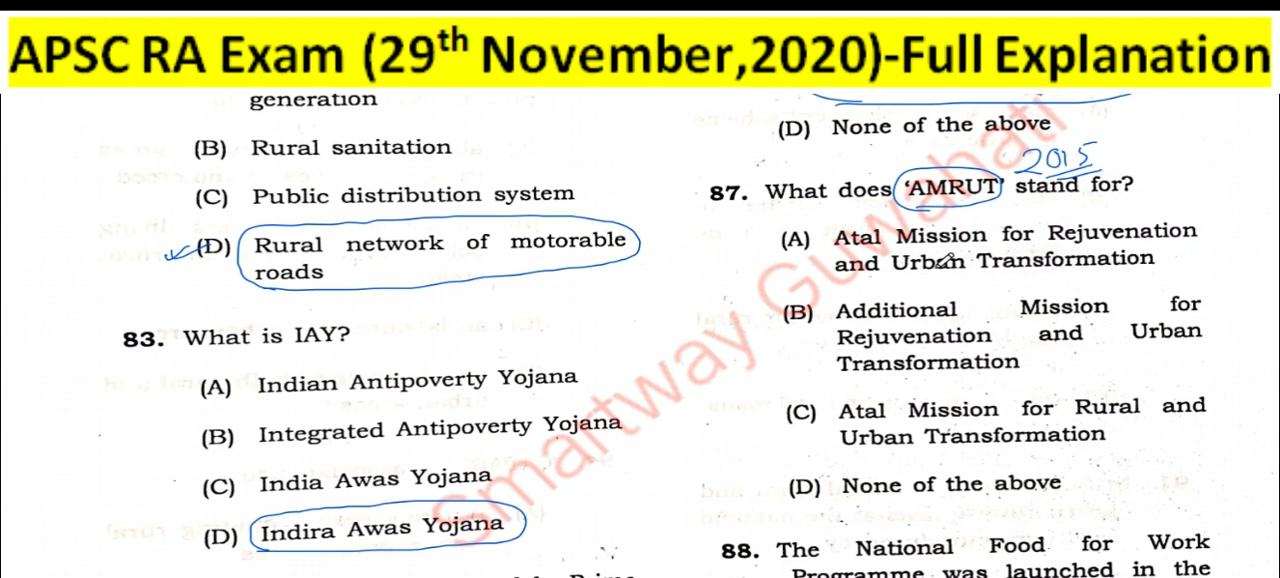 APSC RA Exam (29th November,2020)-Full Explanation
generation
(B) Rural sanitation
(C) Public distribution system
(D) Rural network of motorable
roads
83. What is IAY?
(A) Indian Antipoverty Yojana
(B) Integrated Antipoverty Yojana
(C) India Awas Yojana
(D) Indira Awas Yojana
(D) None of the above
2015
87. What does 'AMRUT' stand for?
(A) Atal Mission for Rejuvenation
and Urban Transformation
(B) Additional Mission for
Rejuvenation and Urban
Transformation
(C) Atal Mission for Rural and
Urban Transformation
(D) None of the above
88. The National Food for Work
Programme was launched in the
Smartway Guwahati